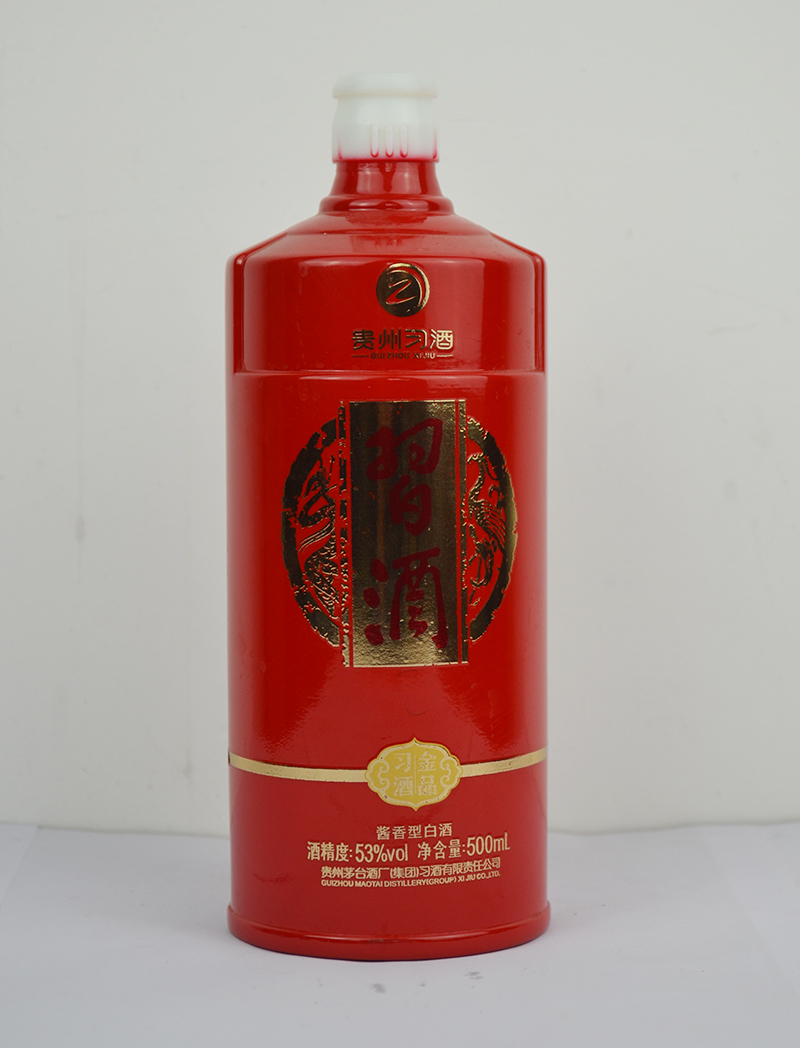 贵州习酒
GUIZHOU XIJIU
習酒
金品
习酒
酱香型白酒
酒精度:53%vol 净含量:500mL
贵州茅台酒厂(集团)习酒有限责任公司
GUIZHOU MAOTAI DISTILLERY(GROUP) XI JIU CO.,LTD.